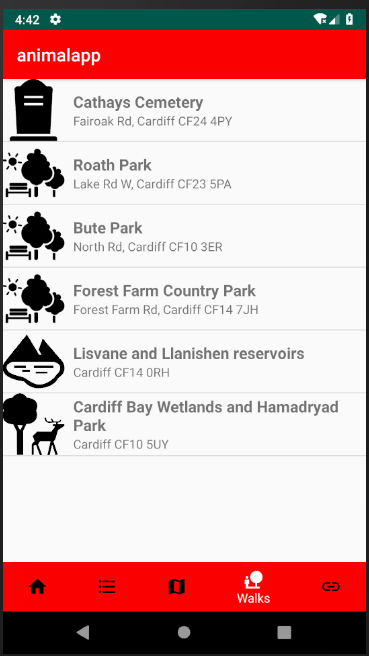 4:42
animalapp
Cathays Cemetery
Fairoak Rd, Cardiff CF24 4PY
Roath Park
Lake Rd W, Cardiff CF23 5PA
Bute Park
North Rd, Cardiff CF10 3ER
Forest Farm Country Park
Forest Farm Rd, Cardiff CF14 7JH
Lisvane and Llanishen reservoirs
Cardiff CF14 0RH
Cardiff Bay Wetlands and Hamadryad
Park
Cardiff CF10 5UY
Walks